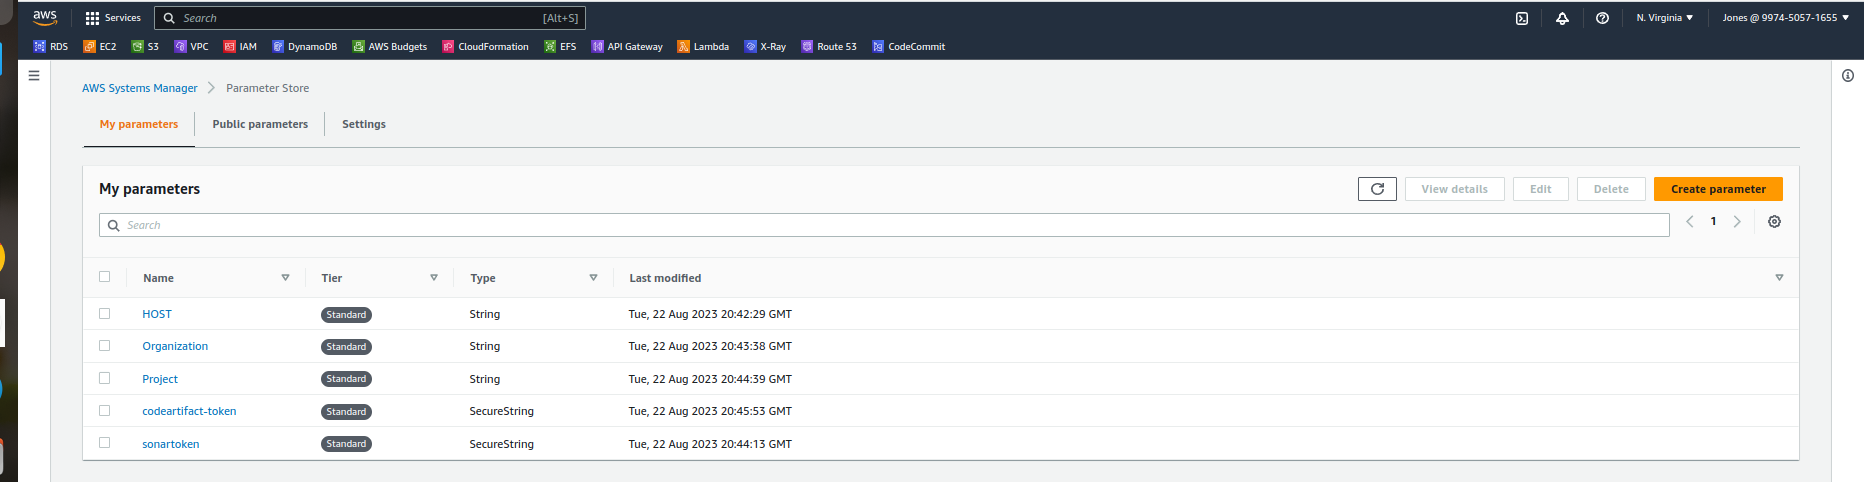 aws Services Search [Alt+S] N. Virginia ▼ Jones @ 9974-5057-1655 ▼
RDS EC2 S3 VPC IAM DynamoDB AWS Budgets CloudFormation EFS API Gateway Lambda X-Ray Route 53 CodeCommit
AWS Systems Manager > Parameter Store
My parameters Public parameters Settings
My parameters View details Edit Delete Create parameter
Search < 1 >
Name Tier Type Last modified
HOST Standard String Tue, 22 Aug 2023 20:42:29 GMT
Organization Standard String Tue, 22 Aug 2023 20:43:38 GMT
Project Standard String Tue, 22 Aug 2023 20:44:39 GMT
codeartifact-token Standard SecureString Tue, 22 Aug 2023 20:45:53 GMT
sonartoken Standard SecureString Tue, 22 Aug 2023 20:44:13 GMT